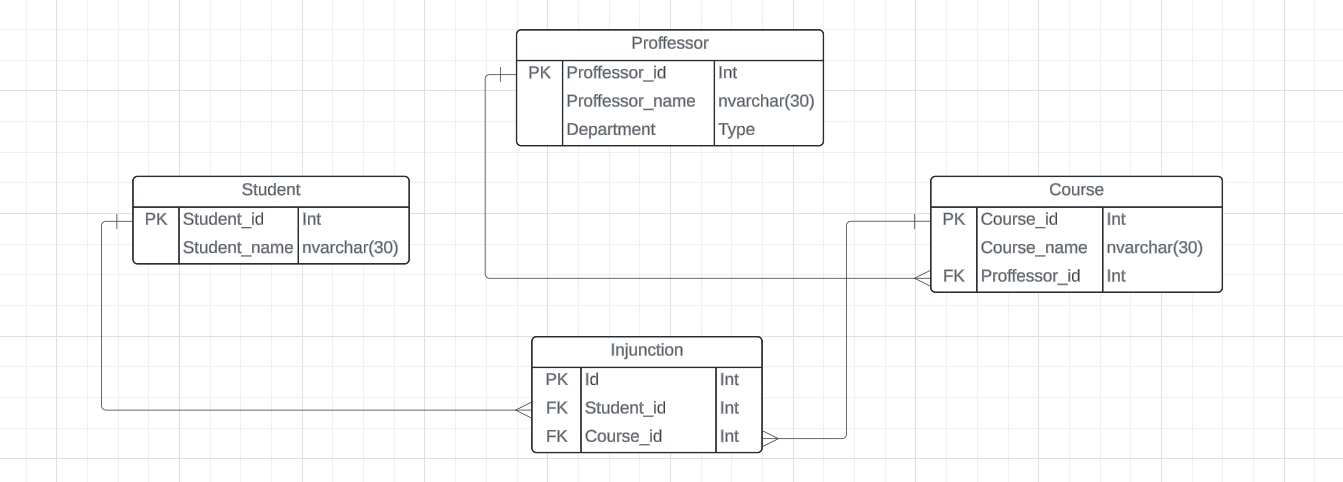 Proffessor
PK Proffessor_id Int
Proffessor_name nvarchar(30)
Department Type
Student
PK Student_id Int
Student_name nvarchar(30)
Course
PK Course_id Int
Course_name nvarchar(30)
FK Proffessor_id Int
Injunction
PK Id Int
FK Student_id Int
FK Course_id Int